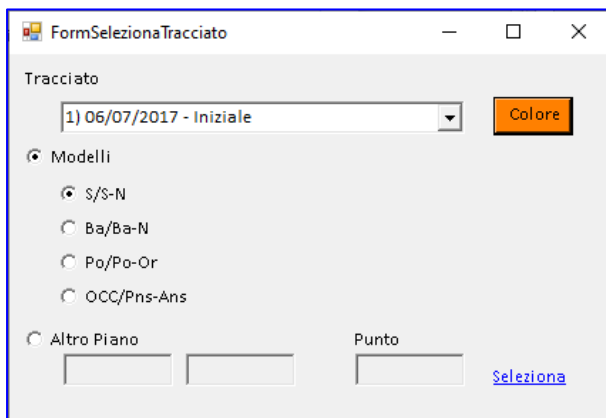 FormSelezionaTracciato
Tracciato
1) 06/07/2017 - Iniziale
Colore
Modelli
S/S-N
Ba/Ba-N
Po/Po-Or
OCC/Pns-Ans
Altro Piano Punto
Seleziona